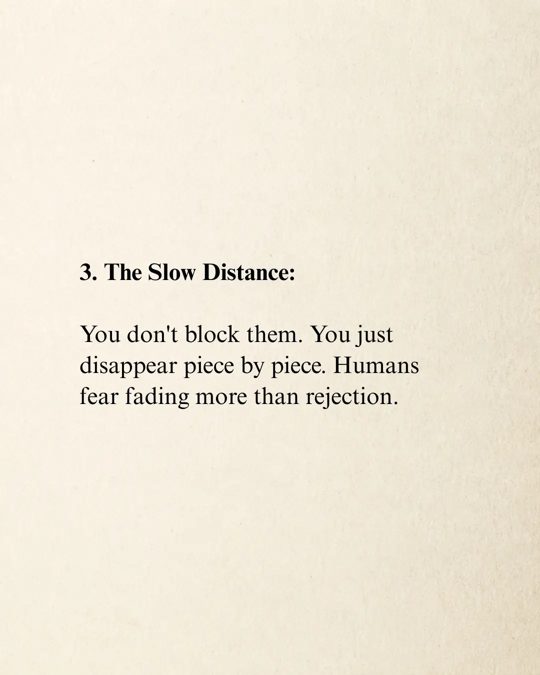 3. The Slow Distance:
You don't block them. You just
disappear piece by piece. Humans
fear fading more than rejection.